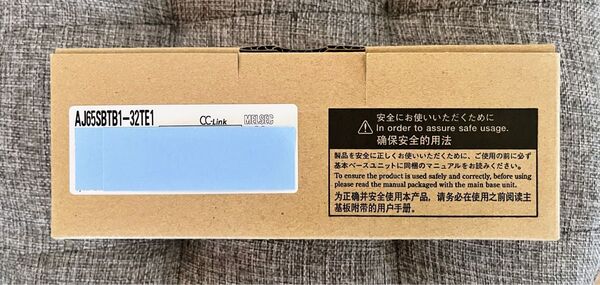 AJ65SBTB1-32TE1
CC-Link MELSEC
安全にお使いいただくために
In order to assure safe usage.
确保安全的用法
製品を安全に正しくお使いいただくために、ご使用の前に必ず
基本ベースユニットに同梱のマニュアルをお読みください。
To ensure the product is used safely and correctly, before using
please read the manual packaged with the main base unit.
为正确并安全使用本产品，请务必在使用之前阅读主
基板附带的用户手册。